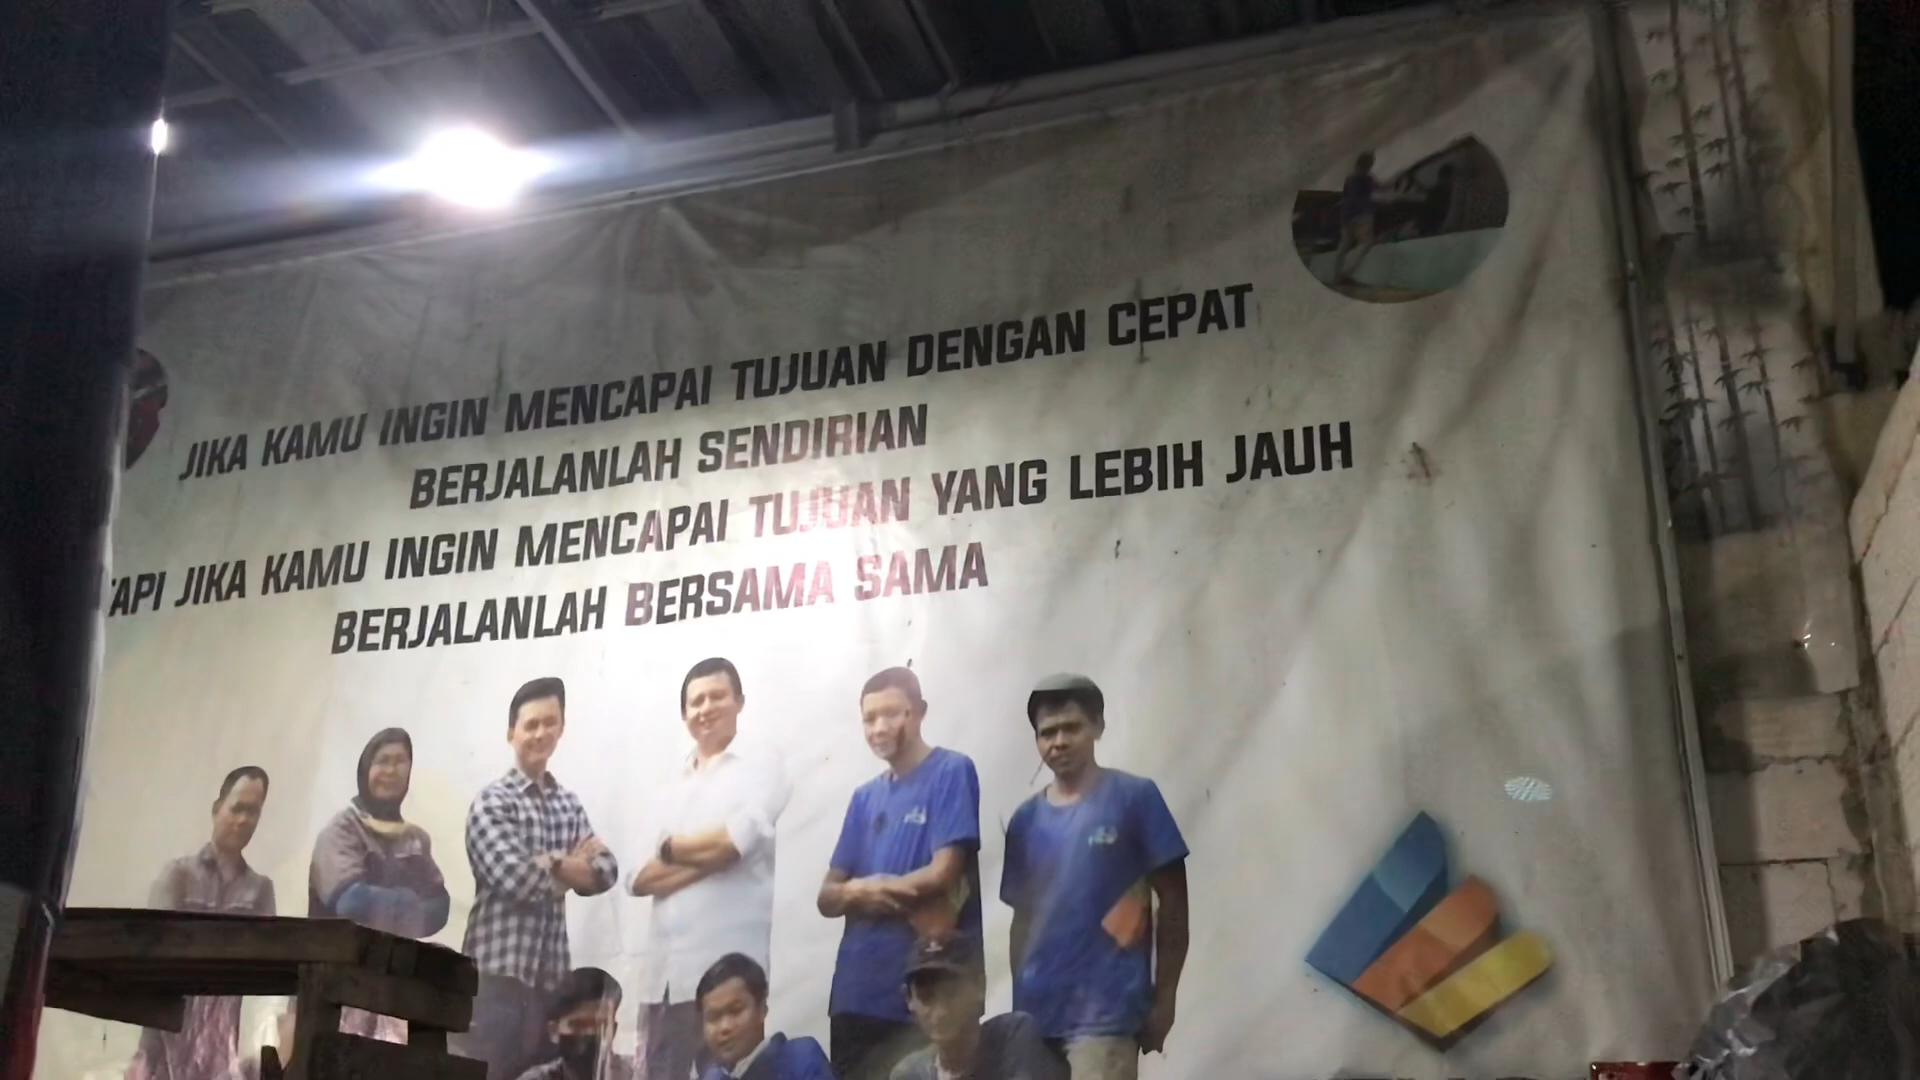 JIKA KAMU INGIN MENCAPAI TUJUAN DENGAN CEPAT
BERJALANLAH SENDIRIAN
TAPI JIKA KAMU INGIN MENCAPAI TUJUAN YANG LEBIH JAUH
BERJALANLAH BERSAMA SAMA